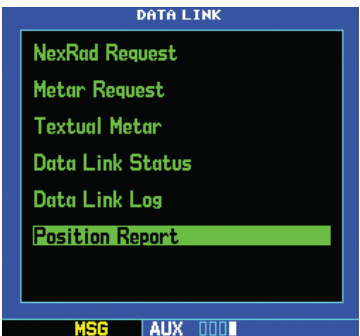 DATA LINK
NexRad Request
Metar Request
Textual Metar
Data Link Status
Data Link Log
Position Report
MSG AUX